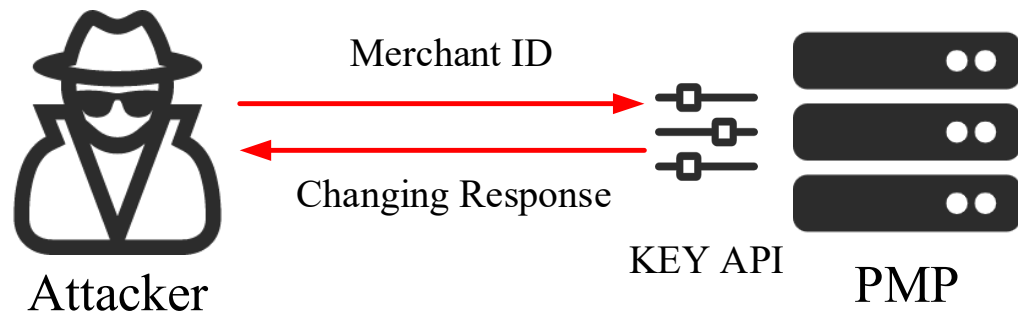 Merchant ID
Changing Response
KEY API
Attacker
PMP